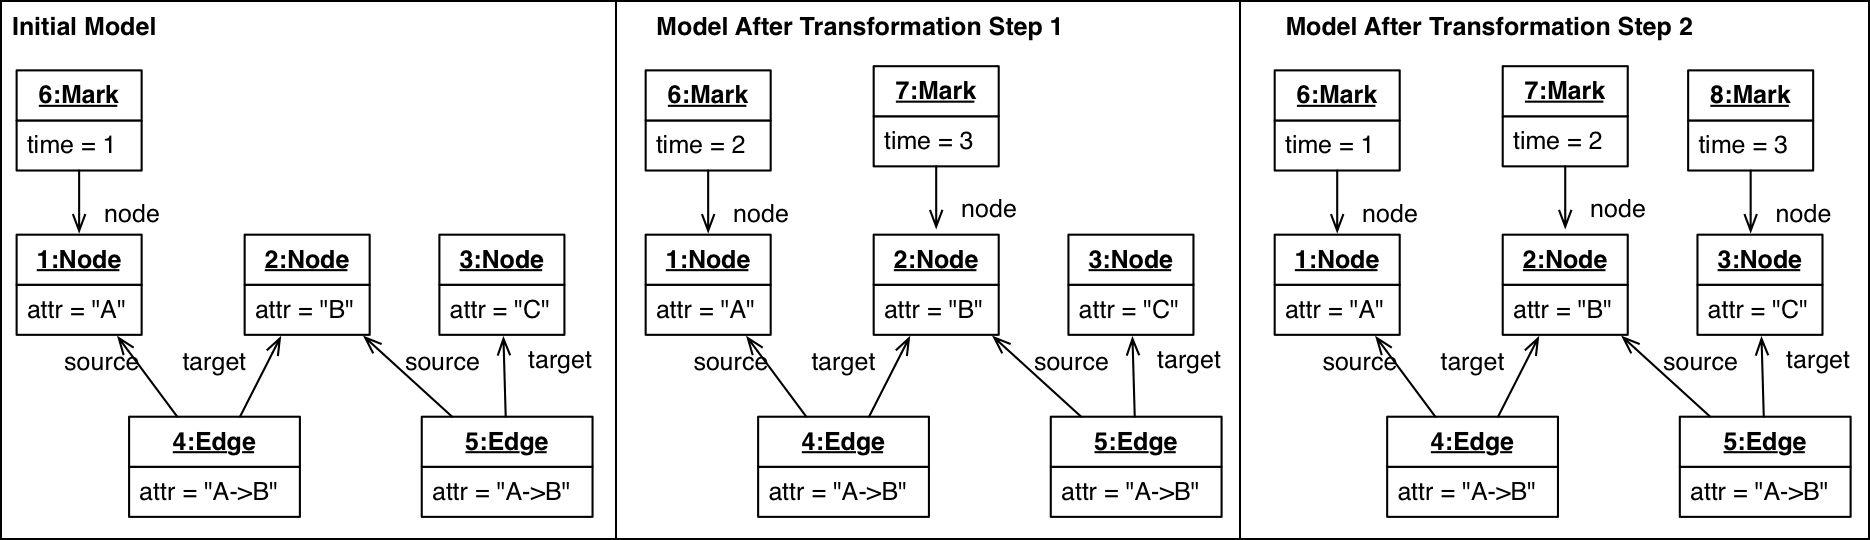 Initial Model
6:Mark
time = 1
node
1:Node
attr = "A"
2:Node
attr = "B"
3:Node
attr = "C"
source
target
source
target
4:Edge
attr = "A->B"
5:Edge
attr = "A->B"
Model After Transformation Step 1
6:Mark
time = 2
7:Mark
time = 3
node
node
1:Node
attr = "A"
2:Node
attr = "B"
3:Node
attr = "C"
source
target
source
target
4:Edge
attr = "A->B"
5:Edge
attr = "A->B"
Model After Transformation Step 2
6:Mark
time = 1
7:Mark
time = 2
8:Mark
time = 3
node
node
node
1:Node
attr = "A"
2:Node
attr = "B"
3:Node
attr = "C"
source
target
source
target
4:Edge
attr = "A->B"
5:Edge
attr = "A->B"